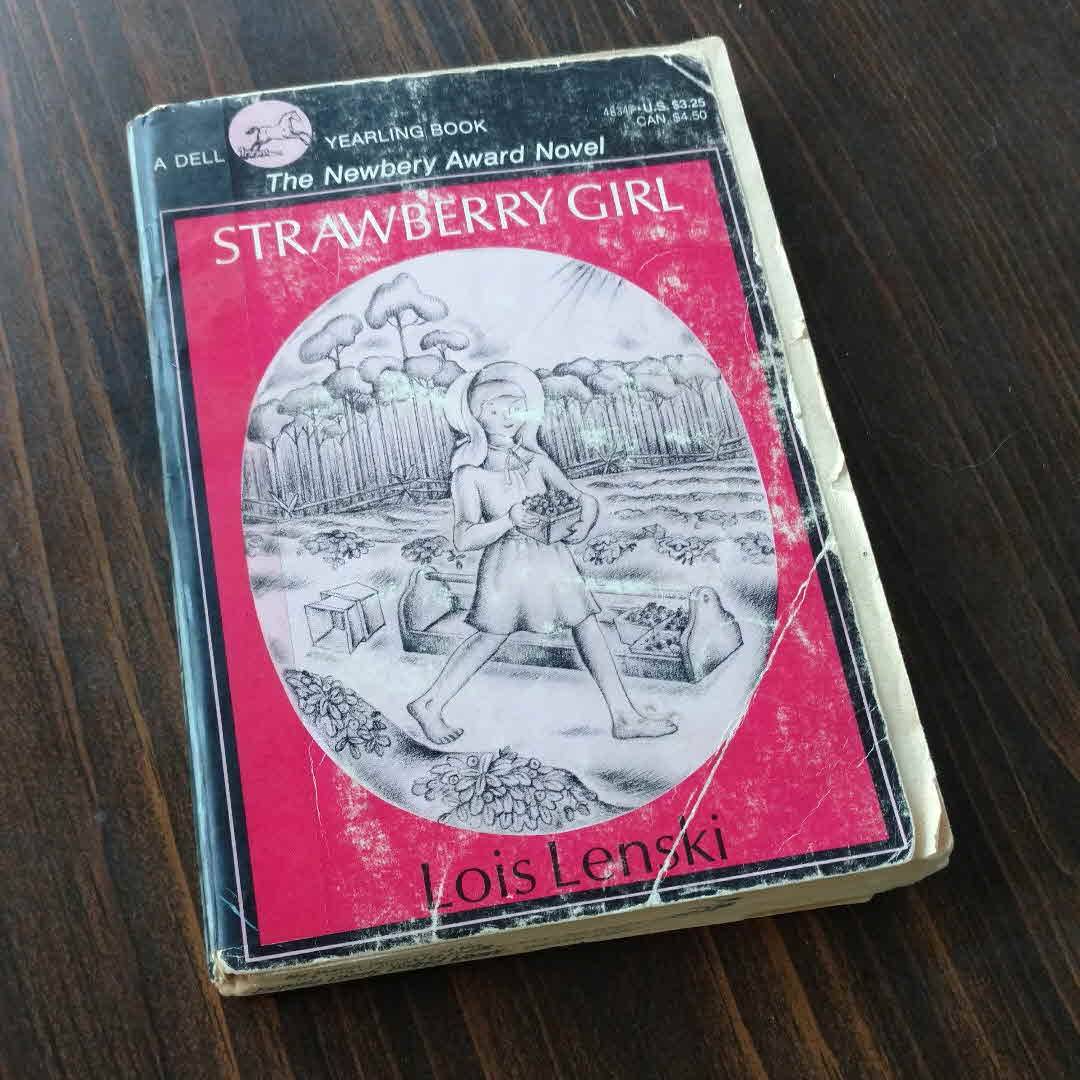 A DELL YEARLING BOOK
U.S. $3.25
CAN. $4.50
The Newbery Award Novel
STRAWBERRY GIRL
Lois Lenski